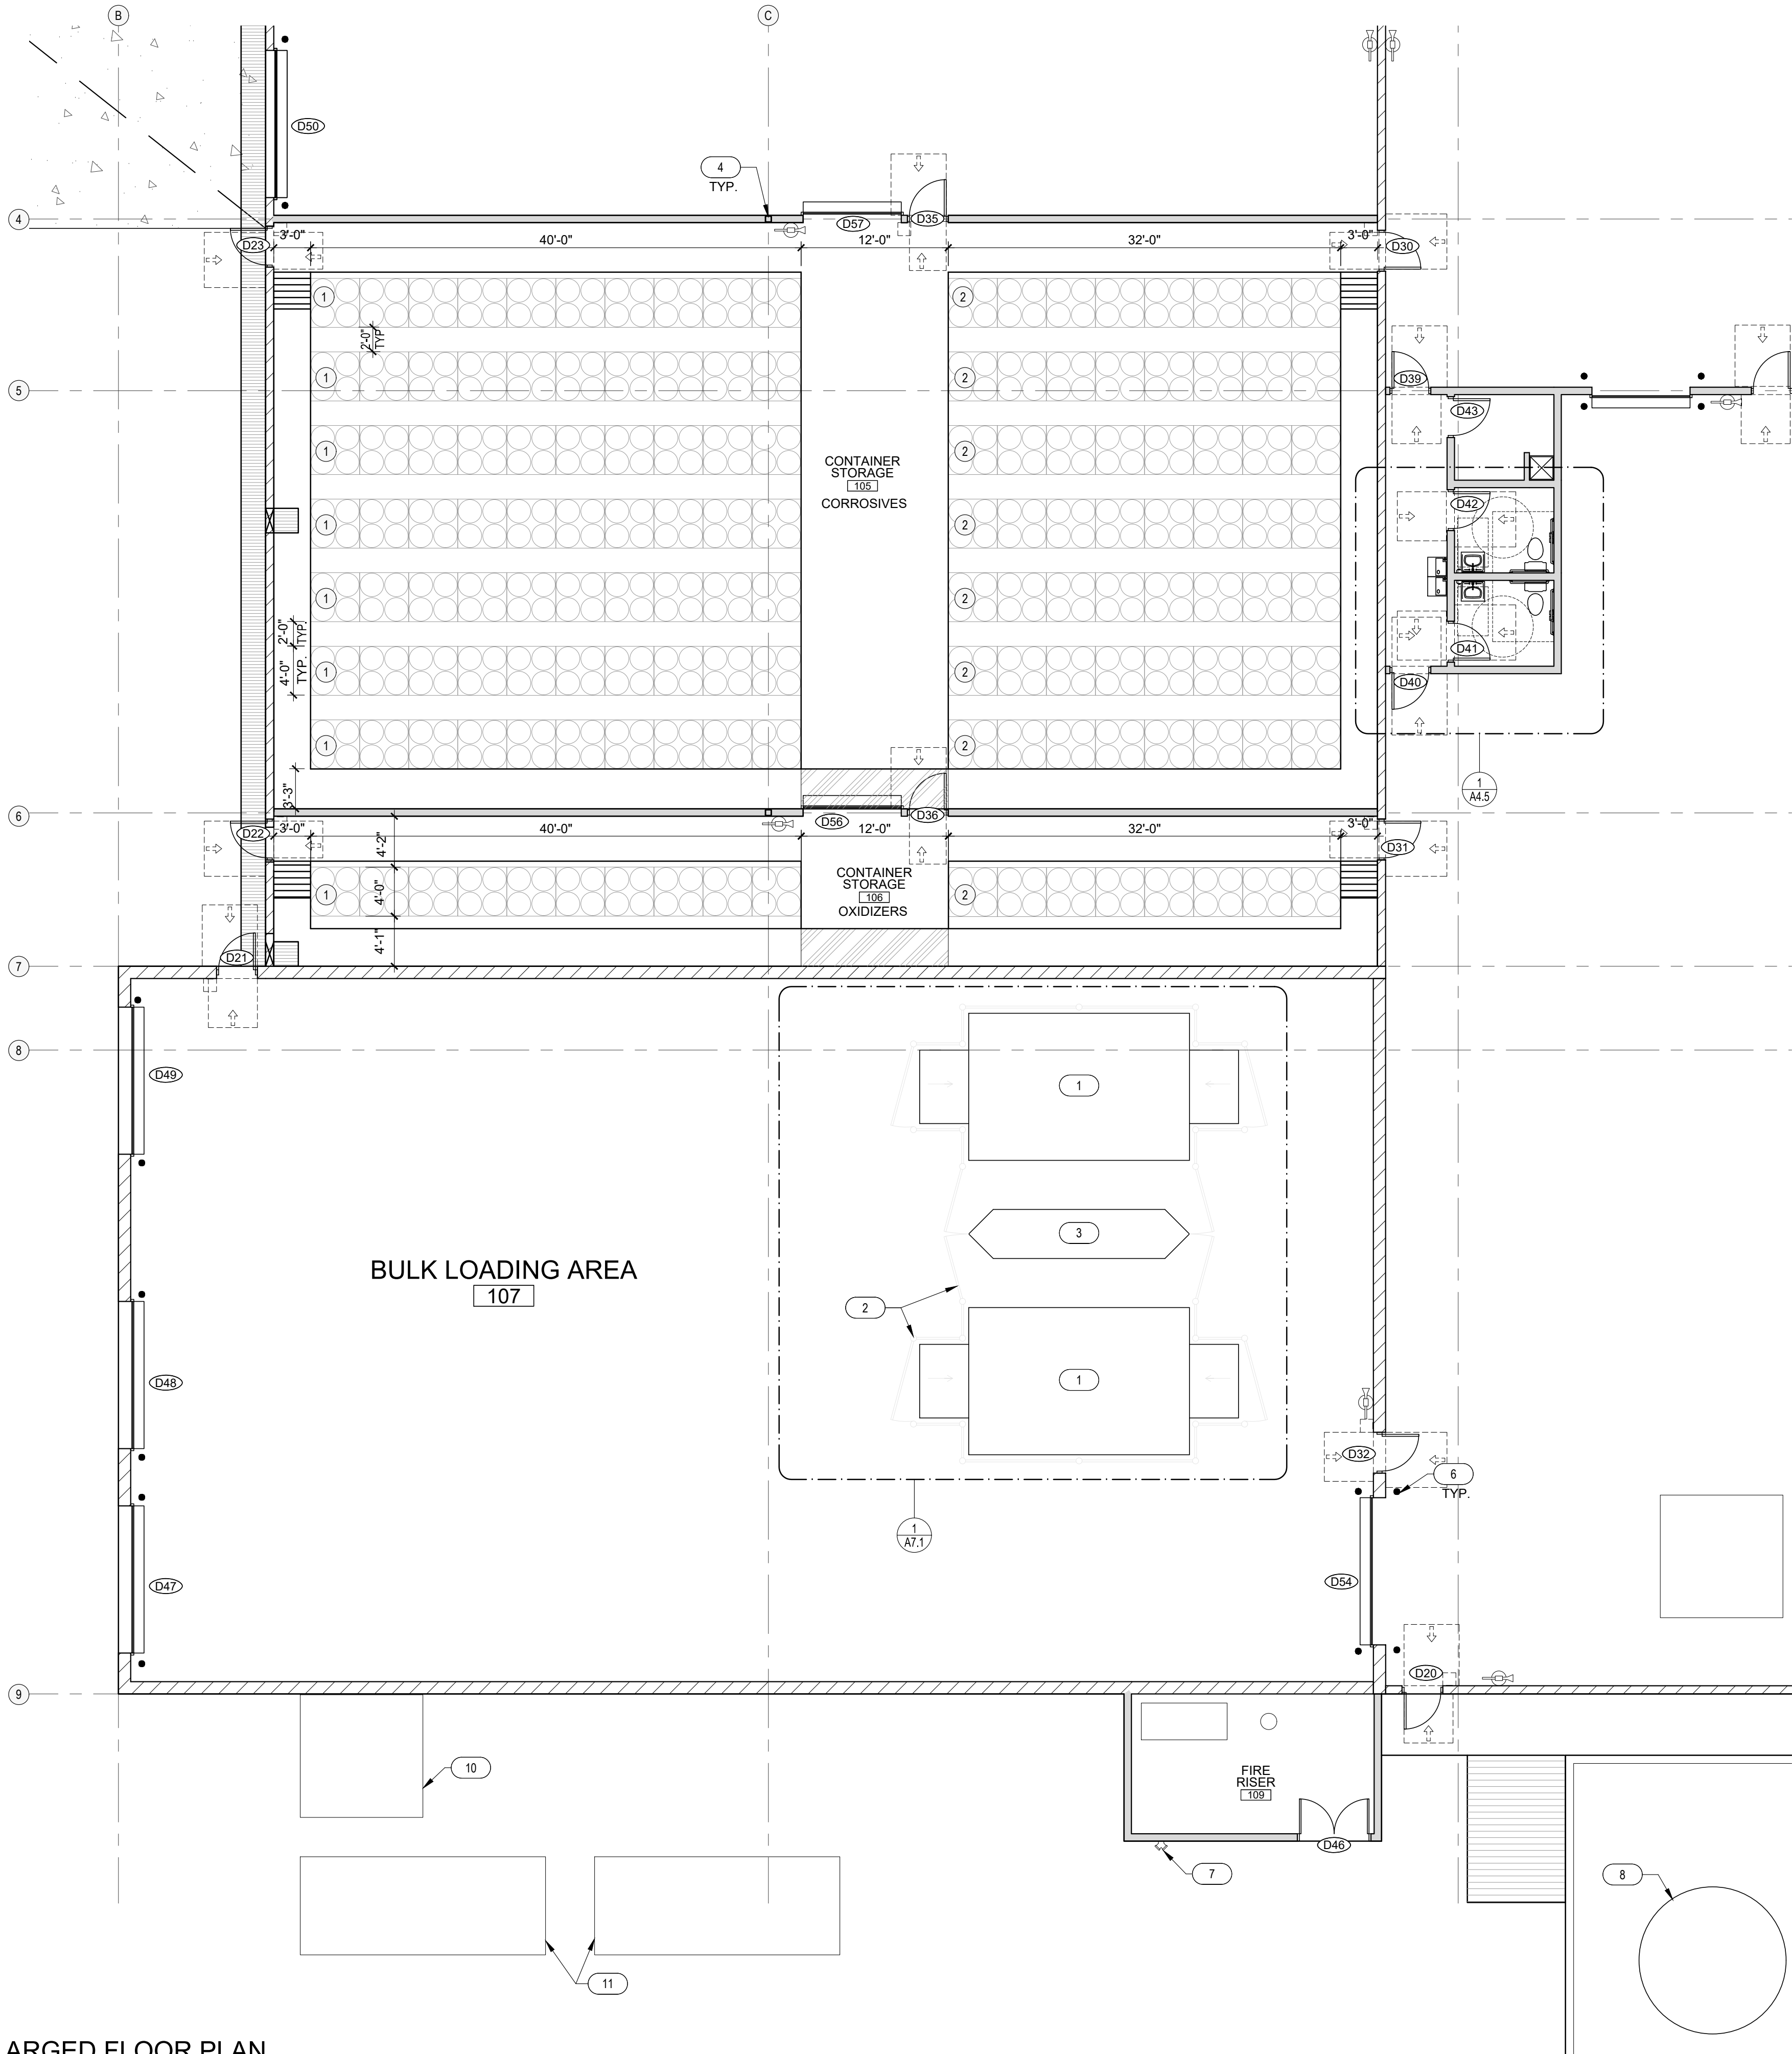 B
C
D50
4
TYP.
4
D57
D35
D23
3'-0"
40'-0"
12'-0"
32'-0"
3'-0"
D30
1
2
2'-0"
TYP
D39
5
1
2
D43
1
2
CONTAINER
STORAGE
105
CORROSIVES
D42
1
2
1
2
2'-0"
TYP.
D41
4'-0"
TYP.
1
2
D40
1
2
1
A4.5
3'-3"
6
D56
D36
D22
3'-0"
40'-0"
12'-0"
32'-0"
3'-0"
D31
4'-2"
CONTAINER
STORAGE
106
OXIDIZERS
1
4'-0"
2
4'-1"
D21
7
8
D49
1
3
BULK LOADING AREA
107
2
D48
1
D32
6
TYP.
1
A7.1
D47
D54
D20
9
10
FIRE
RISER
109
D46
7
8
11
ARGED FLOOR PLAN